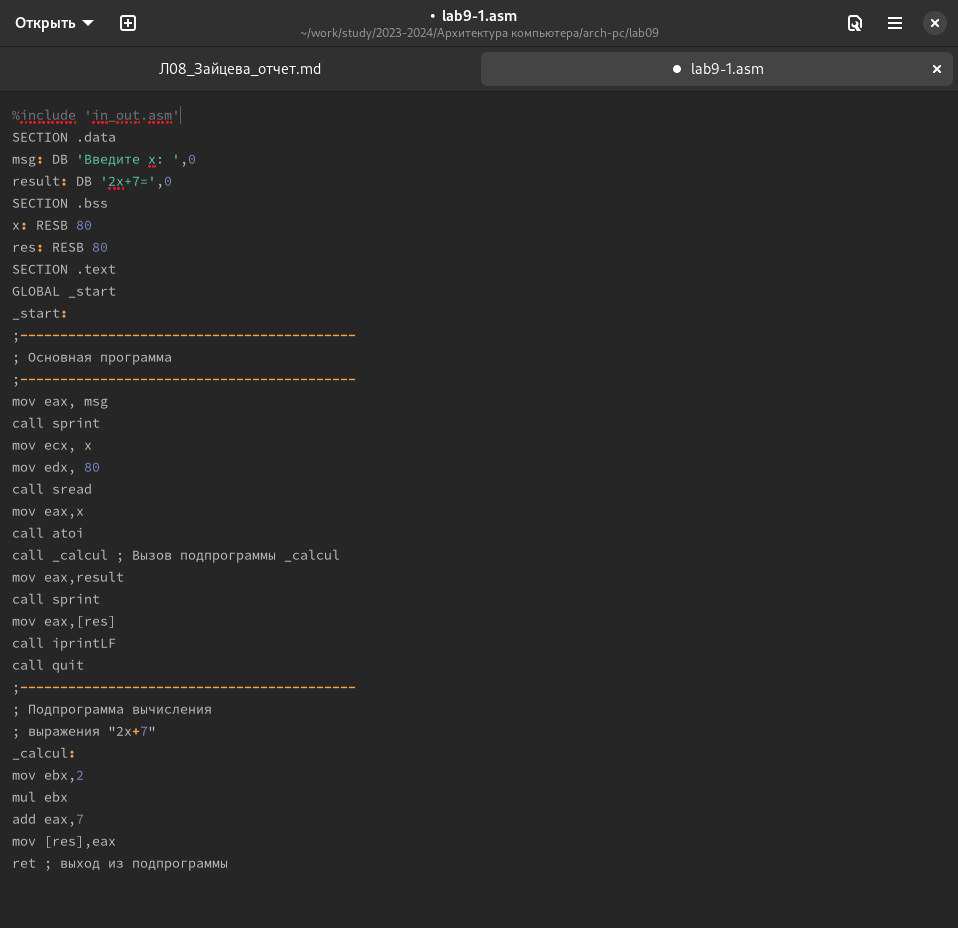 Открыть
• lab9-1.asm
~/work/study/2023-2024/Архитектура компьютера/arch-pc/lab09
Л08_Зайцева_отчет.md
● lab9-1.asm
%include 'in_out.asm'
SECTION .data
msg: DB 'Введите x: ',0
result: DB '2x+7=',0
SECTION .bss
x: RESB 80
res: RESB 80
SECTION .text
GLOBAL _start
_start:
;------------------------------------------
; Основная программа
;------------------------------------------
mov eax, msg
call sprint
mov ecx, x
mov edx, 80
call sread
mov eax,x
call atoi
call _calcul ; Вызов подпрограммы _calcul
mov eax,result
call sprint
mov eax,[res]
call iprintLF
call quit
;------------------------------------------
; Подпрограмма вычисления
; выражения "2x+7"
_calcul:
mov ebx,2
mul ebx
add eax,7
mov [res],eax
ret ; выход из подпрограммы